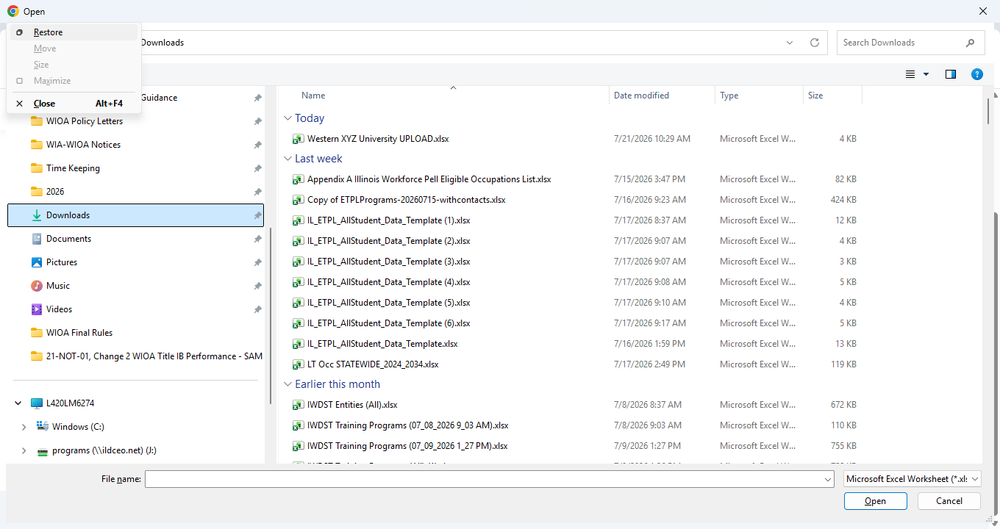 Open
Restore
Downloads
Search Downloads
Move
Size
Maximize
Close Alt+F4
Guidance
WIOA Policy Letters
WIA-WIOA Notices
Time Keeping
2026
Downloads
Documents
Pictures
Music
Videos
WIOA Final Rules
21-NOT-01, Change 2 WIOA Title IB Performance - SAM
L420LM6274
Windows (C:)
programs (\\ildceo.net) (J:)
Name Date modified Type Size
Today
Western XYZ University UPLOAD.xlsx 7/21/2026 10:29 AM Microsoft Excel W... 4 KB
Last week
Appendix A Illinois Workforce Pell Eligible Occupations List.xlsx 7/15/2026 3:47 PM Microsoft Excel W... 82 KB
Copy of ETPLPrograms-20260715-withcontacts.xlsx 7/16/2026 9:23 AM Microsoft Excel W... 424 KB
IL_ETPL_AllStudent_Data_Template (1).xlsx 7/17/2026 8:37 AM Microsoft Excel W... 12 KB
IL_ETPL_AllStudent_Data_Template (2).xlsx 7/17/2026 9:07 AM Microsoft Excel W... 4 KB
IL_ETPL_AllStudent_Data_Template (3).xlsx 7/17/2026 9:07 AM Microsoft Excel W... 3 KB
IL_ETPL_AllStudent_Data_Template (4).xlsx 7/17/2026 9:08 AM Microsoft Excel W... 5 KB
IL_ETPL_AllStudent_Data_Template (5).xlsx 7/17/2026 9:10 AM Microsoft Excel W... 4 KB
IL_ETPL_AllStudent_Data_Template (6).xlsx 7/17/2026 9:17 AM Microsoft Excel W... 5 KB
IL_ETPL_AllStudent_Data_Template.xlsx 7/16/2026 1:59 PM Microsoft Excel W... 13 KB
LT Occ STATEWIDE_2024_2034.xlsx 7/17/2026 2:49 PM Microsoft Excel W... 119 KB
Earlier this month
IWDST Entities (All).xlsx 7/8/2026 8:37 AM Microsoft Excel W... 672 KB
IWDST Training Programs (07_08_2026 9_03 AM).xlsx 7/8/2026 9:03 AM Microsoft Excel W... 110 KB
IWDST Training Programs (07_09_2026 1_27 PM).xlsx 7/9/2026 1:27 PM Microsoft Excel W... 755 KB
File name:
Microsoft Excel Worksheet (*.xl
Open
Cancel